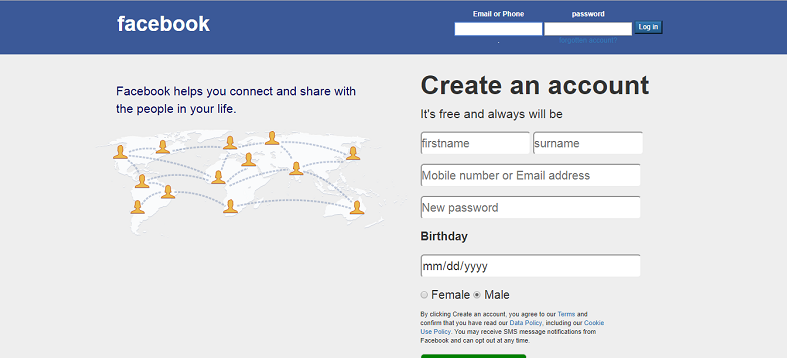 facebook
Email or Phone password
Log in
forgotten account?
Facebook helps you connect and share with
the people in your life.
Create an account
It's free and always will be
firstname surname
Mobile number or Email address
New password
Birthday
mm/dd/yyyy
Female Male
By clicking Create an account, you agree to our Terms and
confirm that you have read our Data Policy, including our Cookie
Use Policy. You may receive SMS message notifications from
Facebook and can opt out at any time.